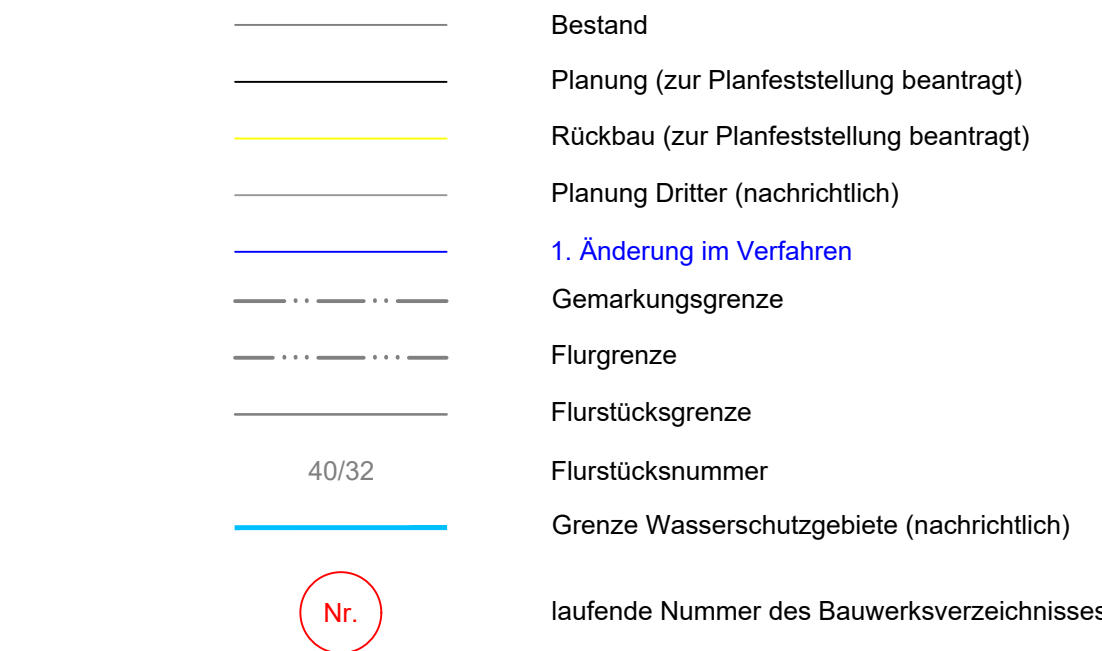 Bestand
Planung (zur Planfeststellung beantragt)
Rückbau (zur Planfeststellung beantragt)
Planung Dritter (nachrichtlich)
1. Änderung im Verfahren
Gemarkungsgrenze
Flurgrenze
Flurstücksgrenze
40/32 Flurstücksnummer
Grenze Wasserschutzgebiete (nachrichtlich)
Nr. laufende Nummer des Bauwerksverzeichnisses